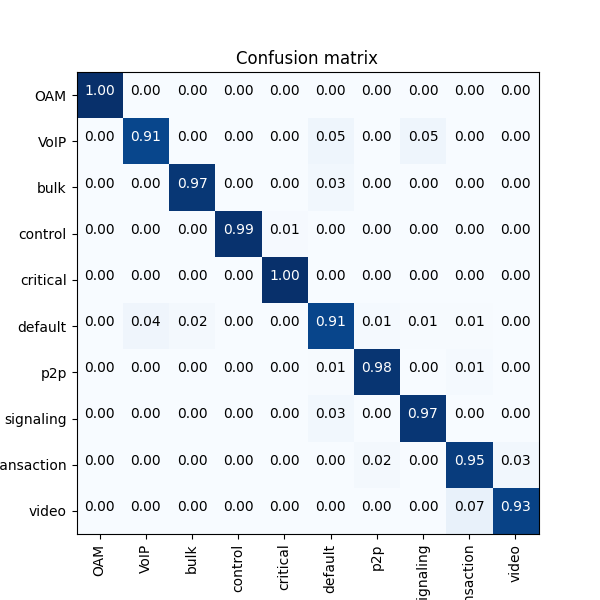 Confusion matrix
OAM 1.00 0.00 0.00 0.00 0.00 0.00 0.00 0.00 0.00 0.00
VoIP 0.00 0.91 0.00 0.00 0.00 0.05 0.00 0.05 0.00 0.00
bulk 0.00 0.00 0.97 0.00 0.00 0.03 0.00 0.00 0.00 0.00
control 0.00 0.00 0.00 0.99 0.01 0.00 0.00 0.00 0.00 0.00
critical 0.00 0.00 0.00 0.00 1.00 0.00 0.00 0.00 0.00 0.00
default 0.00 0.04 0.02 0.00 0.00 0.91 0.01 0.01 0.01 0.00
p2p 0.00 0.00 0.00 0.00 0.00 0.01 0.98 0.00 0.01 0.00
signaling 0.00 0.00 0.00 0.00 0.00 0.03 0.00 0.97 0.00 0.00
ansaction 0.00 0.00 0.00 0.00 0.00 0.00 0.02 0.00 0.95 0.03
video 0.00 0.00 0.00 0.00 0.00 0.00 0.00 0.00 0.07 0.93
OAM VoIP bulk control critical default p2p ignaling nsaction video